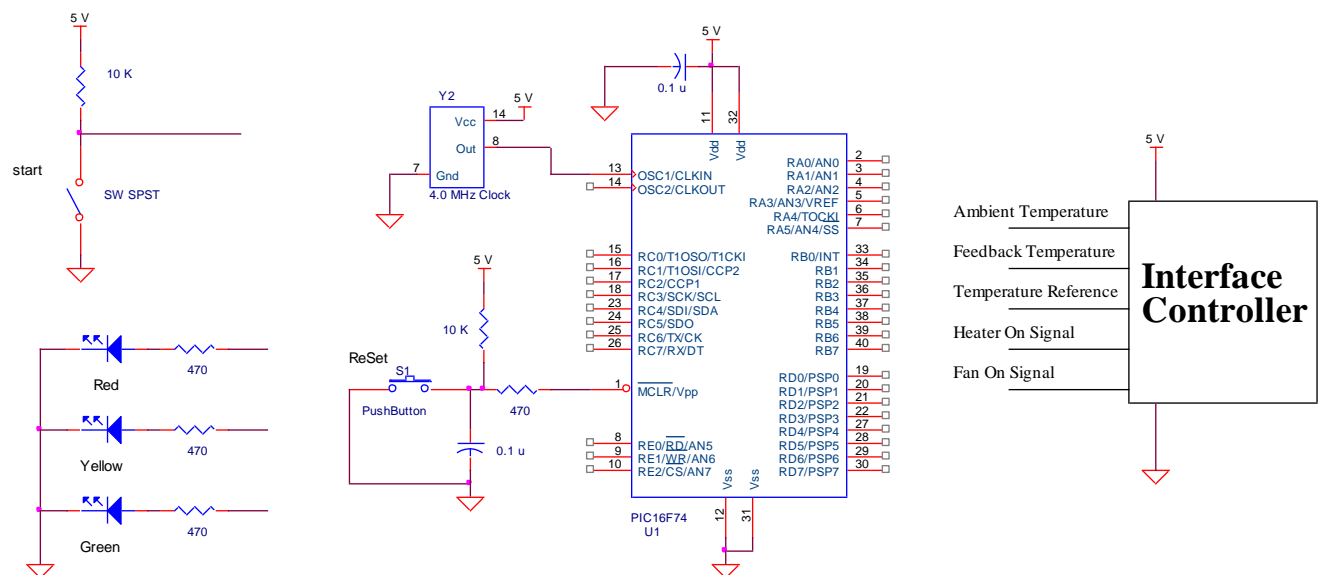 5 V
10 K
start
SW SPST
Red
470
Yellow
470
Green
470
Y2
5 V
Vcc
14
Out
8
7
Gnd
4.0 MHz Clock
5 V
10 K
ReSet
S1
PushButton
470
0.1 u
5 V
0.1 u
11
32
Vdd
Vdd
13
OSC1/CLKIN
14
OSC2/CLKOUT
15
RC0/T1OSO/T1CKI
16
RC1/T1OSI/CCP2
17
RC2/CCP1
18
RC3/SCK/SCL
23
RC4/SDI/SDA
24
RC5/SDO
25
RC6/TX/CK
26
RC7/RX/DT
1
MCLR/Vpp
8
RE0/RD/AN5
9
RE1/WR/AN6
10
RE2/CS/AN7
RA0/AN0
2
RA1/AN1
3
RA2/AN2
4
RA3/AN3/VREF
5
RA4/TOCKI
6
RA5/AN4/SS
7
RB0/INT
33
RB1
34
RB2
35
RB3
36
RB4
37
RB5
38
RB6
39
RB7
40
RD0/PSP0
19
RD1/PSP1
20
RD2/PSP2
21
RD3/PSP3
22
RD4/PSP4
27
RD5/PSP5
28
RD6/PSP6
29
RD7/PSP7
30
Vss
Vss
12
31
PIC16F74
U1
5 V
Ambient Temperature
Feedback Temperature
Temperature Reference
Heater On Signal
Fan On Signal
Interface
Controller